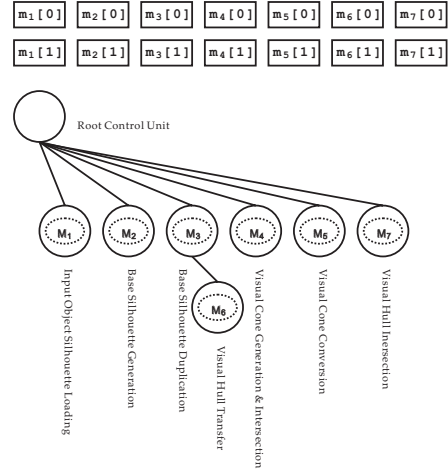 m₁[0] m₂[0] m₃[0] m₄[0] m₅[0] m₆[0] m₇[0]
m₁[1] m₂[1] m₃[1] m₄[1] m₅[1] m₆[1] m₇[1]
Root Control Unit
M₁ M₂ M₃ M₄ M₅ M₇
M₆
Input Object Silhouette Loading
Base Silhouette Generation
Base Silhouette Duplication
Visual Hull Transfer
Visual Cone Generation & Intersection
Visual Cone Conversion
Visual Hull Inersection